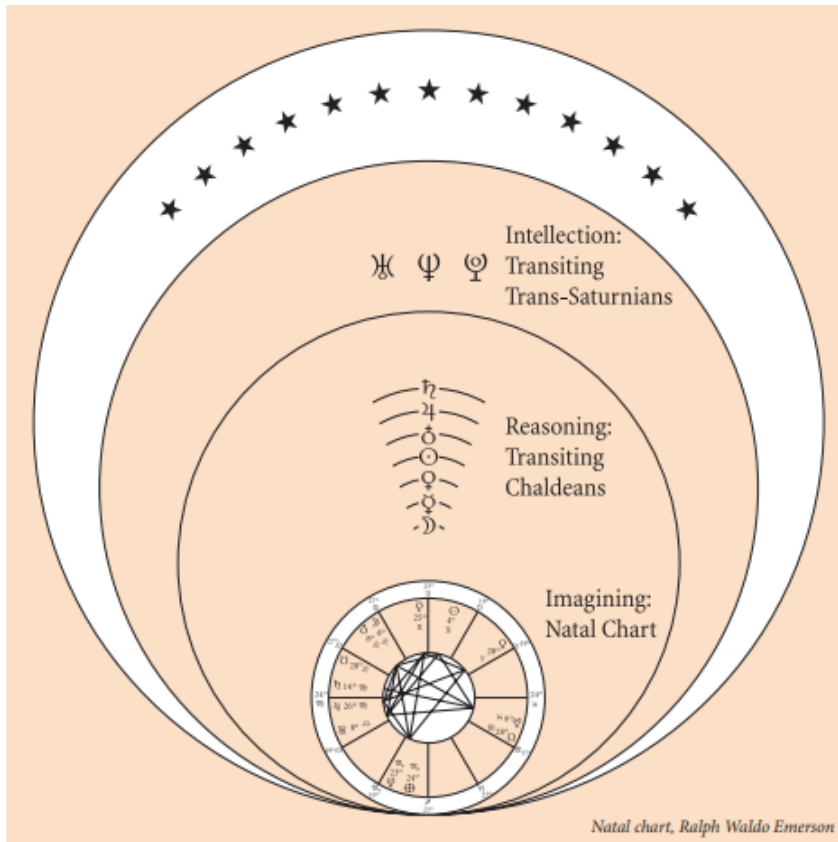 Intellection:
Transiting
Trans-Saturnians
♅ ♆ ⯓
♄
♃
♁
☉
♀
☿
☽
Reasoning:
Transiting
Chaldeans
Imagining:
Natal Chart
Natal chart, Ralph Waldo Emerson